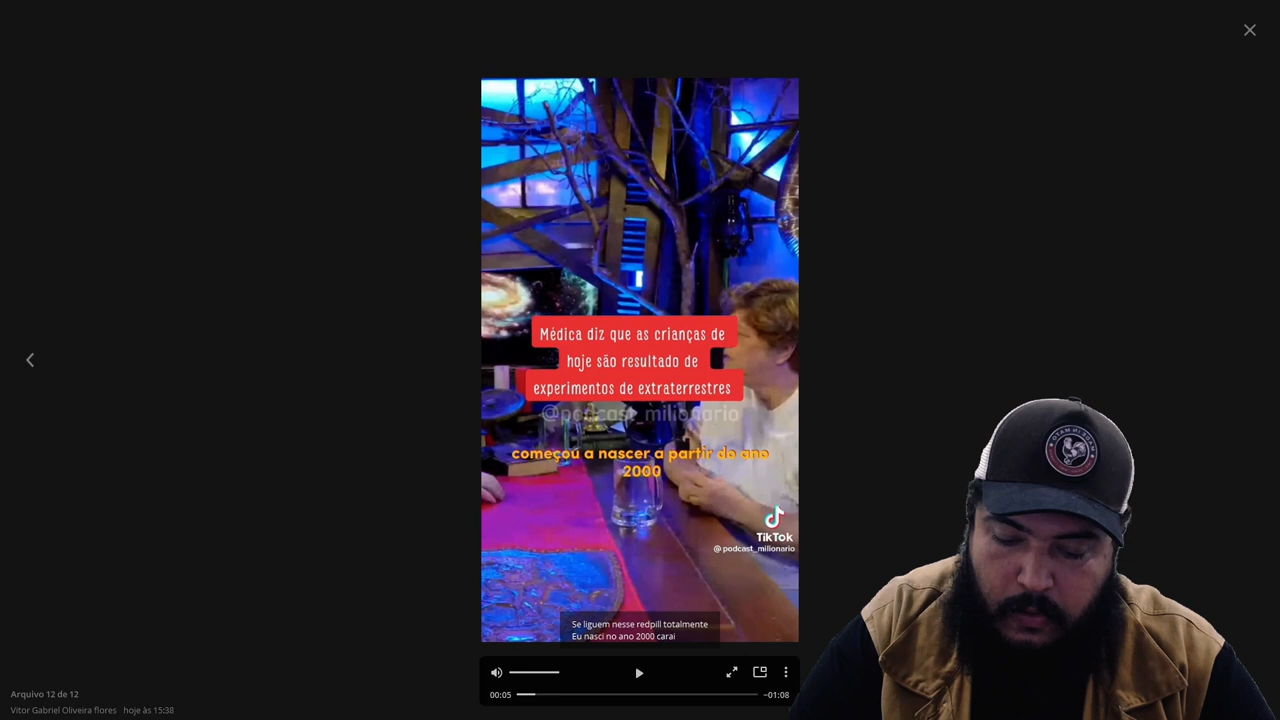 Médica diz que as crianças de
hoje são resultado de
experimentos de extraterrestres
@podcast_milionario
começou a nascer a partir do ano
2000
TikTok
@podcast_milionario
Se liguem nesse redpill totalmente
Eu nasci no ano 2000 carai
00:05
−01:08
Arquivo 12 de 12
Vitor Gabriel Oliveira flores hoje às 15:38